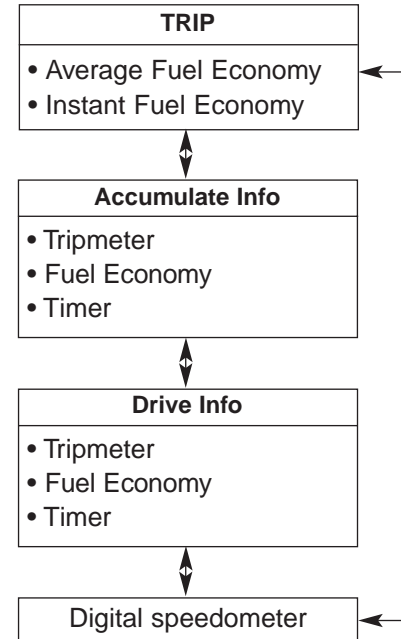 TRIP
• Average Fuel Economy
• Instant Fuel Economy
Accumulate Info
• Tripmeter
• Fuel Economy
• Timer
Drive Info
• Tripmeter
• Fuel Economy
• Timer
Digital speedometer